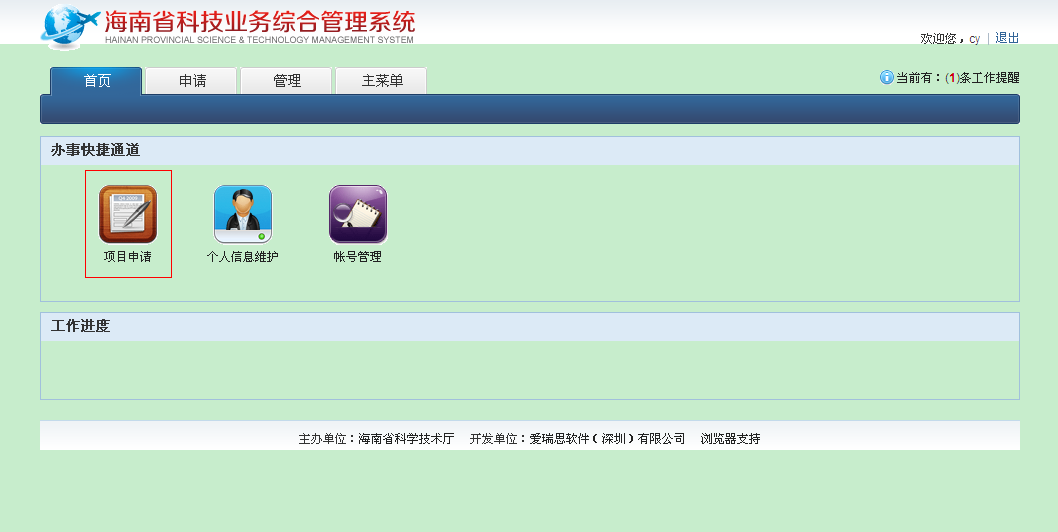 海南省科技业务综合管理系统
HAINAN PROVINCIAL SCIENCE & TECHNOLOGY MANAGEMENT SYSTEM
欢迎您，cy | 退出
首页 申请 管理 主菜单
当前有：(1)条工作提醒
办事快捷通道
Q4 2009
项目申请 个人信息维护 帐号管理
工作进度
主办单位：海南省科学技术厅 开发单位：爱瑞思软件（深圳）有限公司 浏览器支持